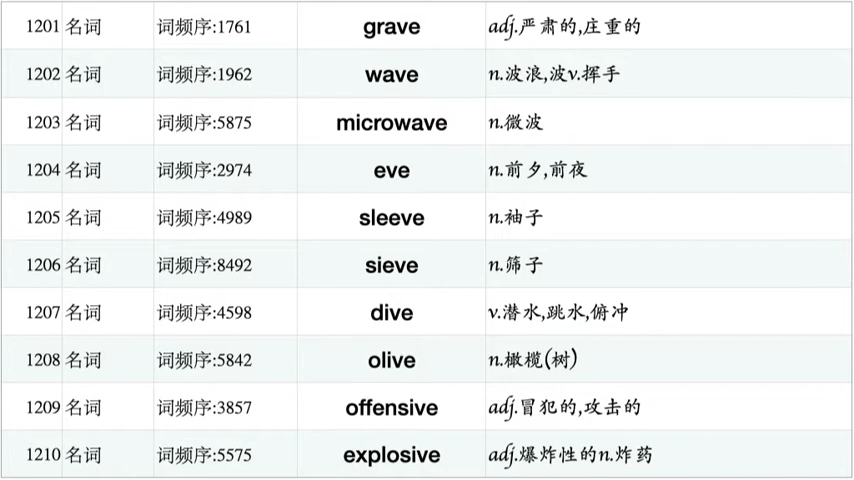 1201 名词 词频序:1761 grave adj.严肃的,庄重的
1202 名词 词频序:1962 wave n.波浪,波v.挥手
1203 名词 词频序:5875 microwave n.微波
1204 名词 词频序:2974 eve n.前夕,前夜
1205 名词 词频序:4989 sleeve n.袖子
1206 名词 词频序:8492 sieve n.筛子
1207 名词 词频序:4598 dive v.潜水,跳水,俯冲
1208 名词 词频序:5842 olive n.橄榄(树)
1209 名词 词频序:3857 offensive adj.冒犯的,攻击的
1210 名词 词频序:5575 explosive adj.爆炸性的n.炸药